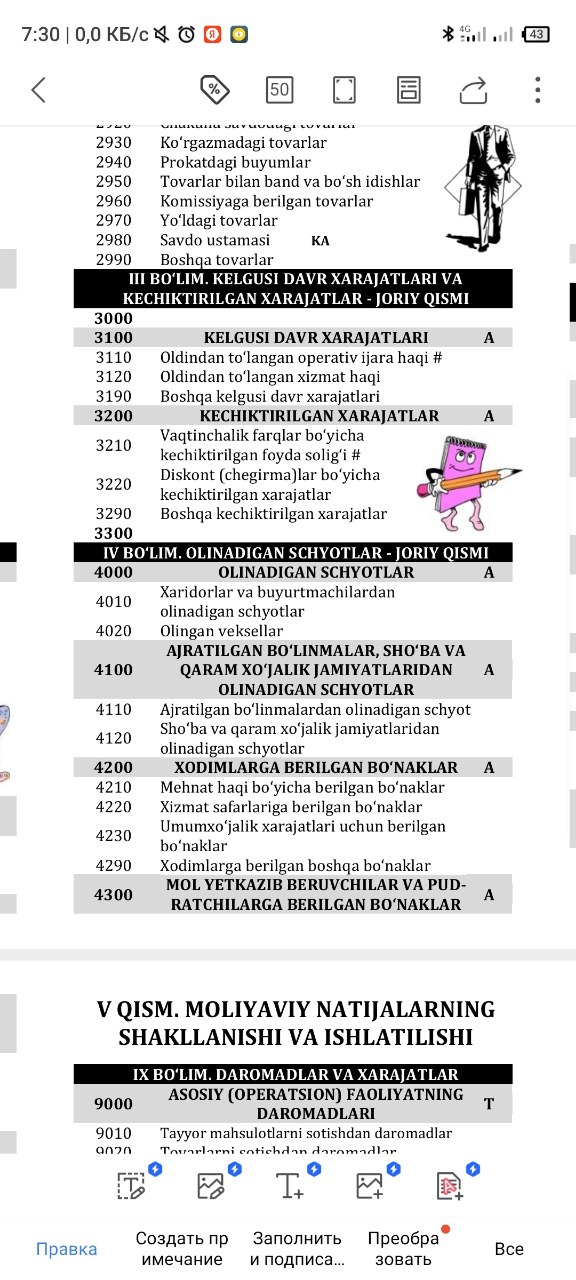 7:30 | 0,0 КБ/с
4G
43
50
2920 Chakana savdodagi tovarlar
2930 Ko‘rgazmadagi tovarlar
2940 Prokatdagi buyumlar
2950 Tovarlar bilan band va bo‘sh idishlar
2960 Komissiyaga berilgan tovarlar
2970 Yo‘ldagi tovarlar
2980 Savdo ustamasi KA
2990 Boshqa tovarlar
III BO‘LIM. KELGUSI DAVR XARAJATLARI VA
KECHIKTIRILGAN XARAJATLAR - JORIY QISMI
3000
3100 KELGUSI DAVR XARAJATLARI A
3110 Oldindan to‘langan operativ ijara haqi #
3120 Oldindan to‘langan xizmat haqi
3190 Boshqa kelgusi davr xarajatlari
3200 KECHIKTIRILGAN XARAJATLAR A
3210 Vaqtinchalik farqlar bo‘yicha
kechiktirilgan foyda solig‘i #
3220 Diskont (chegirma)lar bo‘yicha
kechiktirilgan xarajatlar
3290 Boshqa kechiktirilgan xarajatlar
3300
IV BO‘LIM. OLINADIGAN SCHYOTLAR - JORIY QISMI
4000 OLINADIGAN SCHYOTLAR A
4010 Xaridorlar va buyurtmachilardan
olinadigan schyotlar
4020 Olingan veksellar
AJRATILGAN BO‘LINMALAR, SHO‘BA VA
4100 QARAM XO‘JALIK JAMIYATLARIDAN A
OLINADIGAN SCHYOTLAR
4110 Ajratilgan bo‘linmalardan olinadigan schyot
4120 Sho‘ba va qaram xo‘jalik jamiyatlaridan
olinadigan schyotlar
4200 XODIMLARGA BERILGAN BO‘NAKLAR A
4210 Mehnat haqi bo‘yicha berilgan bo‘naklar
4220 Xizmat safarlariga berilgan bo‘naklar
4230 Umumxo‘jalik xarajatlari uchun berilgan
bo‘naklar
4290 Xodimlarga berilgan boshqa bo‘naklar
4300 MOL YETKAZIB BERUVCHILAR VA PUD-
RATCHILARGA BERILGAN BO‘NAKLAR A
V QISM. MOLIYAVIY NATIJALARNING
SHAKLLANISHI VA ISHLATILISHI
IX BO‘LIM. DAROMADLAR VA XARAJATLAR
9000 ASOSIY (OPERATSION) FAOLIYATNING
DAROMADLARI T
9010 Tayyor mahsulotlarni sotishdan daromadlar
9020 Tovarlarni sotishdan daromadlar
Правка
Создать пр
имечание
Заполнить
и подписа...
Преобра
зовать
Все